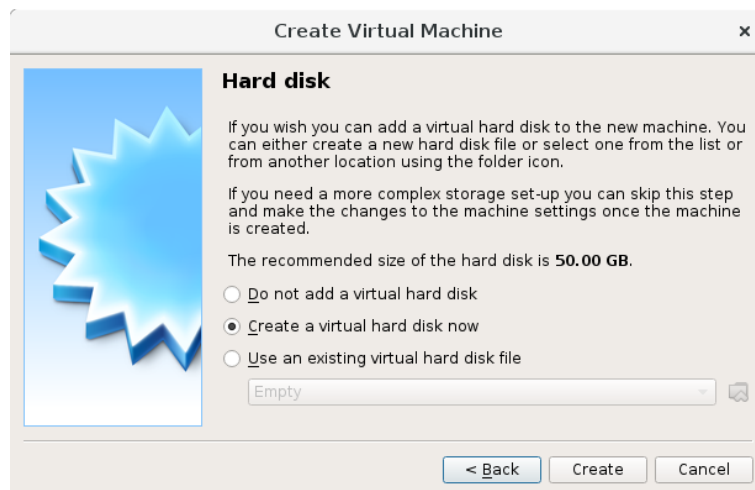 Create Virtual Machine
Hard disk
If you wish you can add a virtual hard disk to the new machine. You
can either create a new hard disk file or select one from the list or
from another location using the folder icon.
If you need a more complex storage set-up you can skip this step
and make the changes to the machine settings once the machine
is created.
The recommended size of the hard disk is 50.00 GB.
Do not add a virtual hard disk
Create a virtual hard disk now
Use an existing virtual hard disk file
Empty
< Back Create Cancel